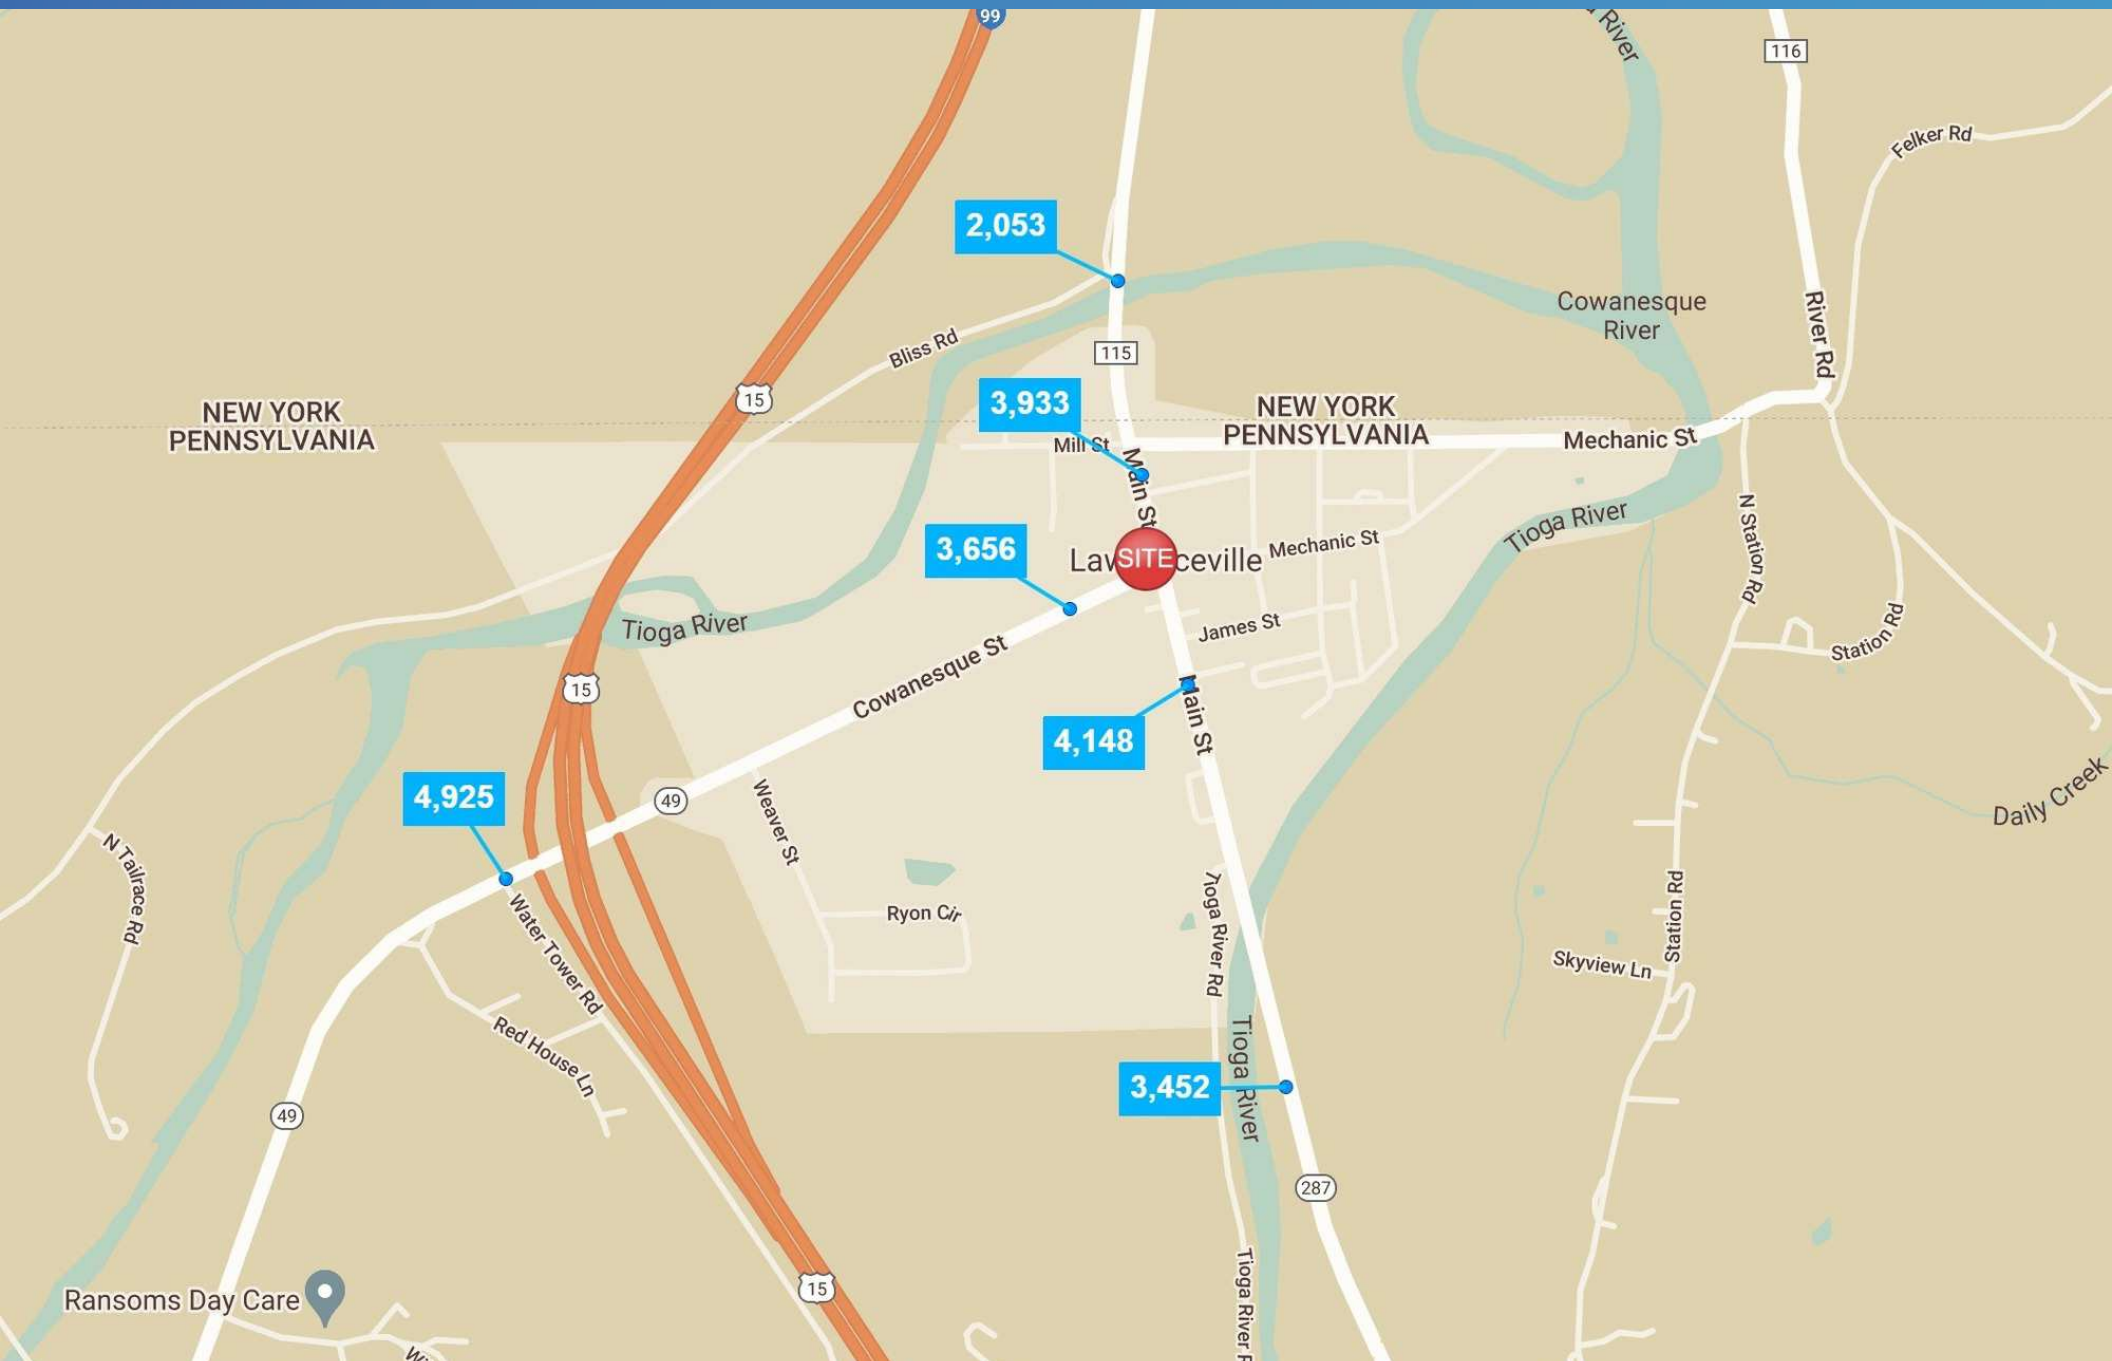 99
River
116
Felker Rd
2,053
Cowanesque
River
River Rd
Bliss Rd
115
15
3,933
NEW YORK
PENNSYLVANIA
NEW YORK
PENNSYLVANIA
Mill St
Mechanic St
Main St
N Station Rd
Tioga River
3,656
SITE
Mechanic St
Tioga River
James St
Station Rd
Cowanesque St
15
Main St
4,148
4,925
49
Weaver St
Daily Creek
N Tailrace Rd
Water Tower Rd
Ryon Cir
Tioga River Rd
Station Rd
Skyview Ln
Red House Ln
Tioga River
3,452
49
287
15
Ransoms Day Care
Tioga River